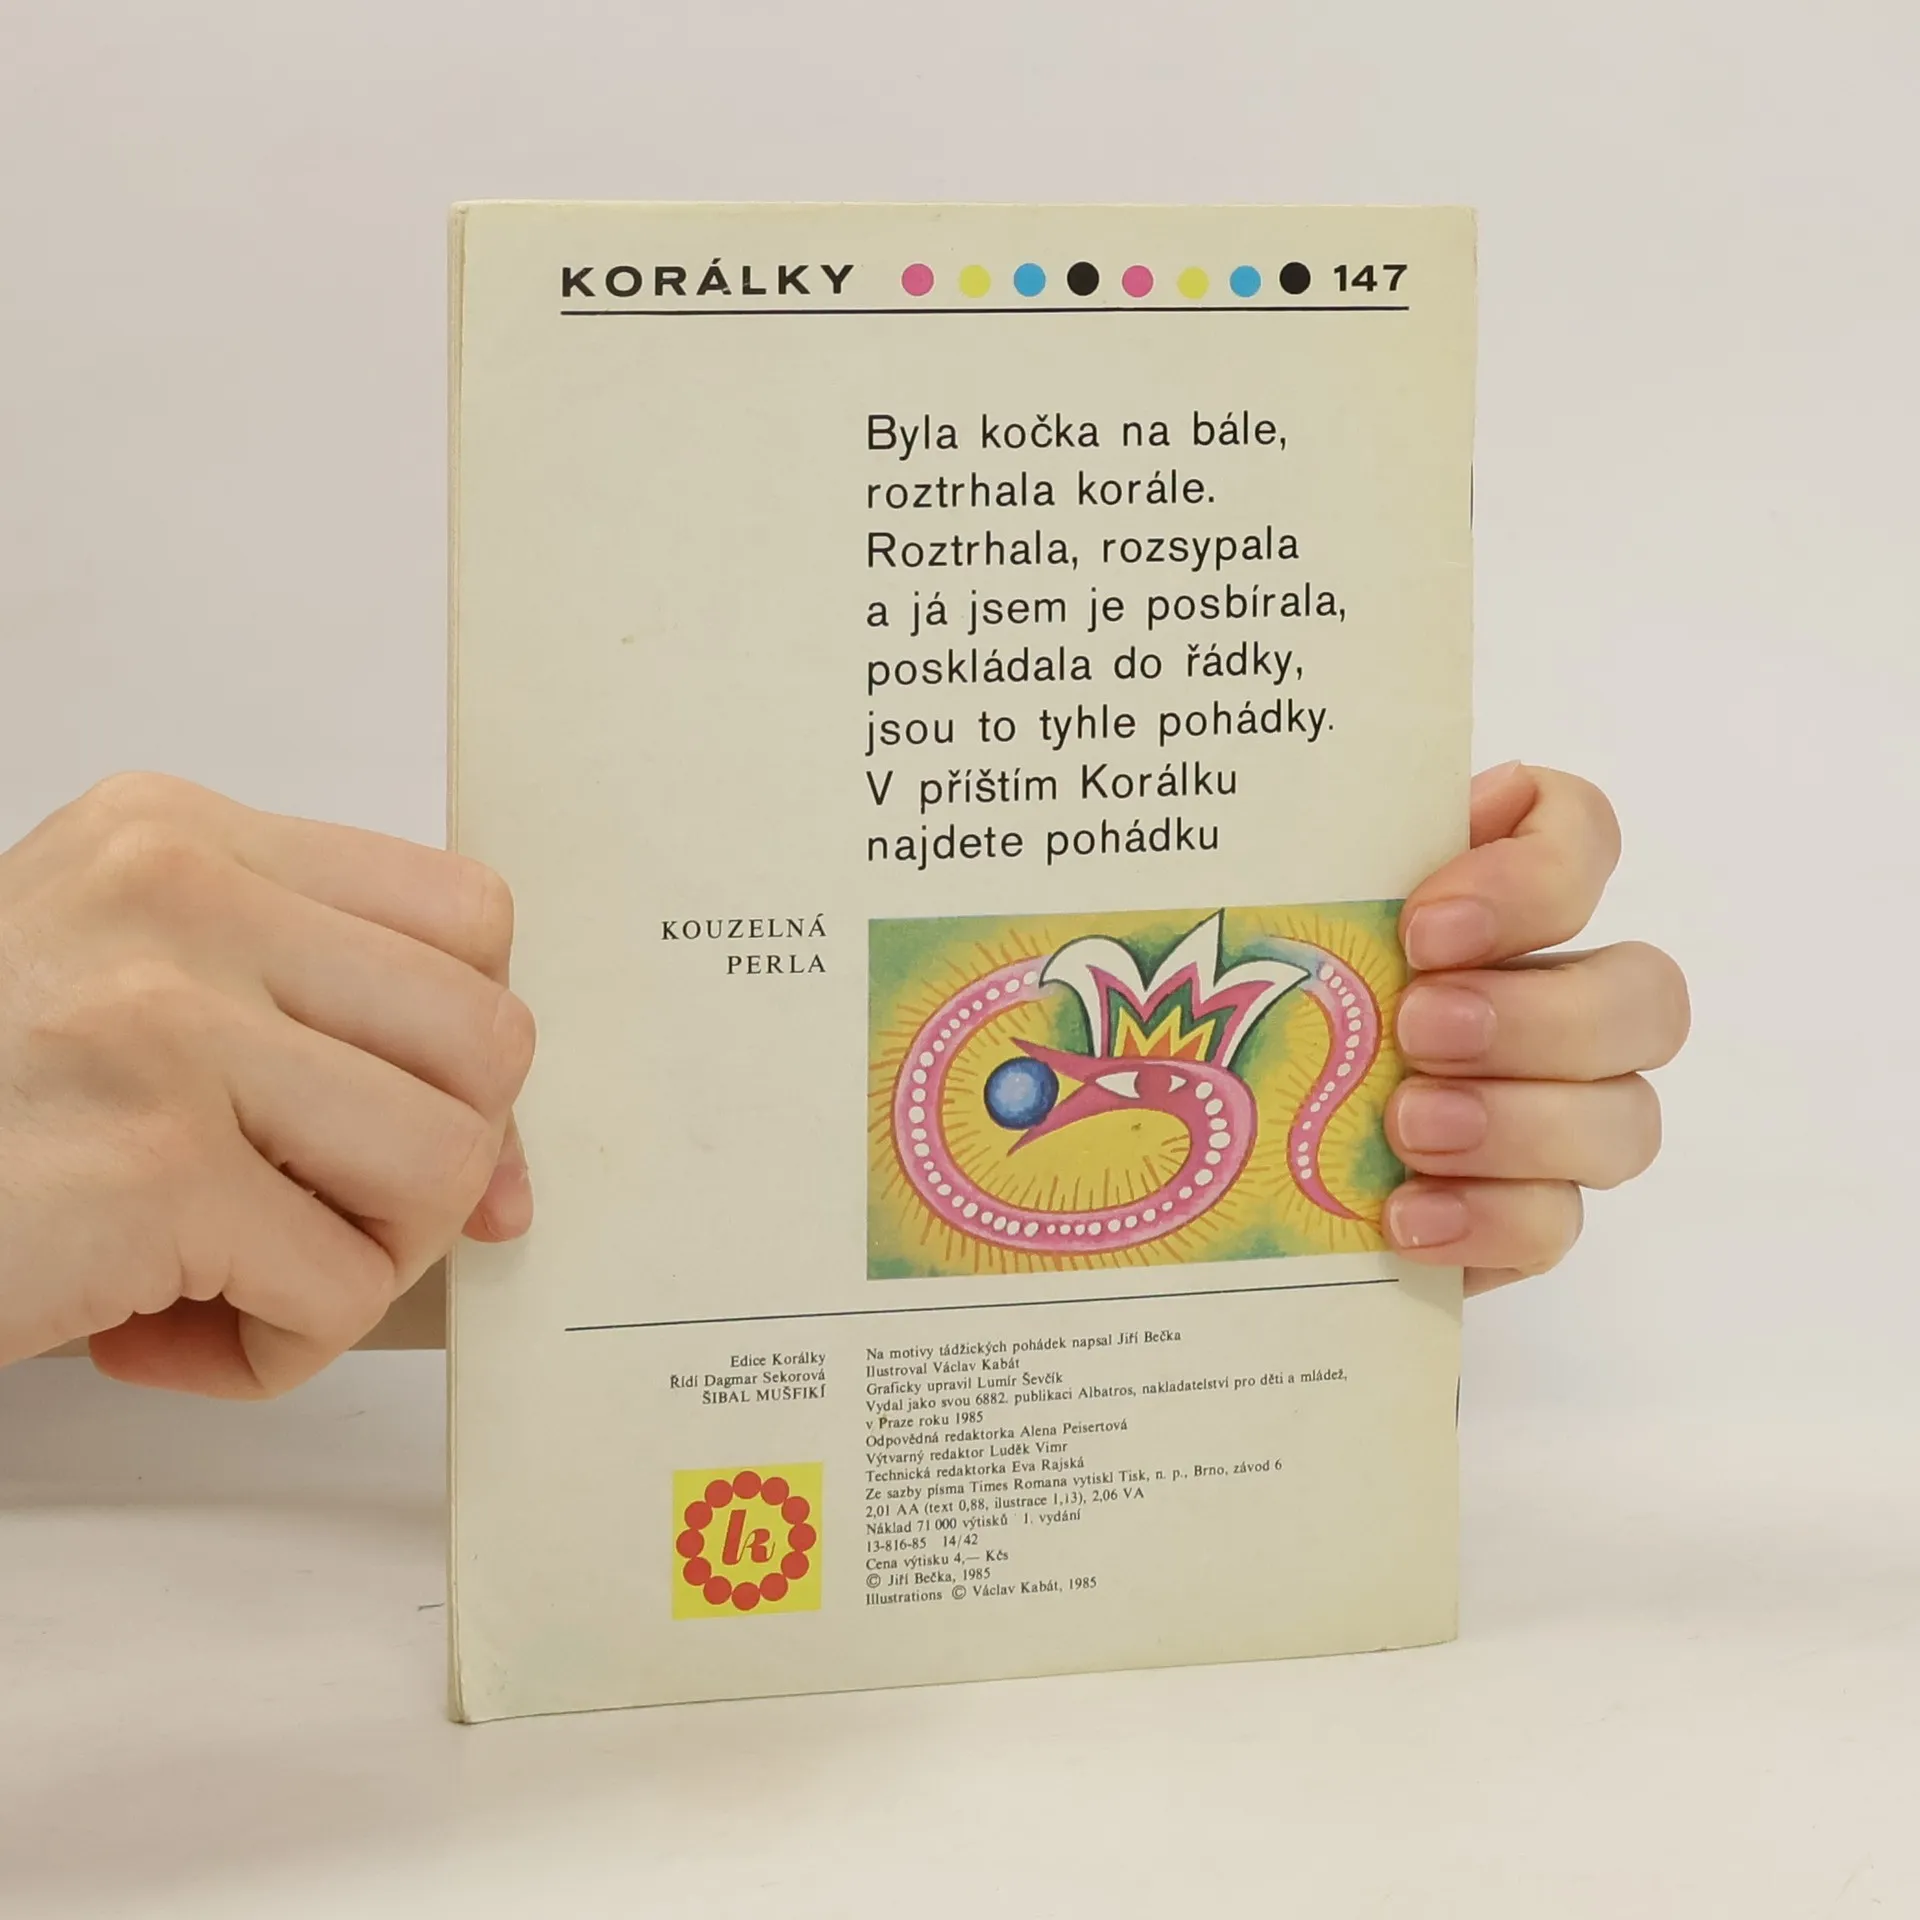 KORÁLKY 147
Byla kočka na bále,
roztrhala korále.
Roztrhala, rozsypala
a já jsem je posbírala,
poskládala do řádky,
jsou to tyhle pohádky.
V příštím Korálku
najdete pohádku
KOUZELNÁ
PERLA
Edice Korálky
Řídí Dagmar Sekorová
ŠIBAL MUŠFIKÍ
k
Na motivy tádžických pohádek napsal Jiří Bečka
Ilustroval Václav Kabát
Graficky upravil Lumír Ševčík
Vydal jako svou 6882. publikaci Albatros, nakladatelství pro děti a mládež,
v Praze roku 1985
Odpovědná redaktorka Alena Peisertová
Výtvarný redaktor Luděk Vimr
Technická redaktorka Eva Rajská
Ze sazby písma Times Romana vytiskl Tisk, n. p., Brno, závod 6
2,01 AA (text 0,88, ilustrace 1,13), 2,06 VA
Náklad 71 000 výtisků 1. vydání
13-816-85 14/42
Cena výtisku 4,— Kčs
© Jiří Bečka, 1985
Illustrations © Václav Kabát, 1985